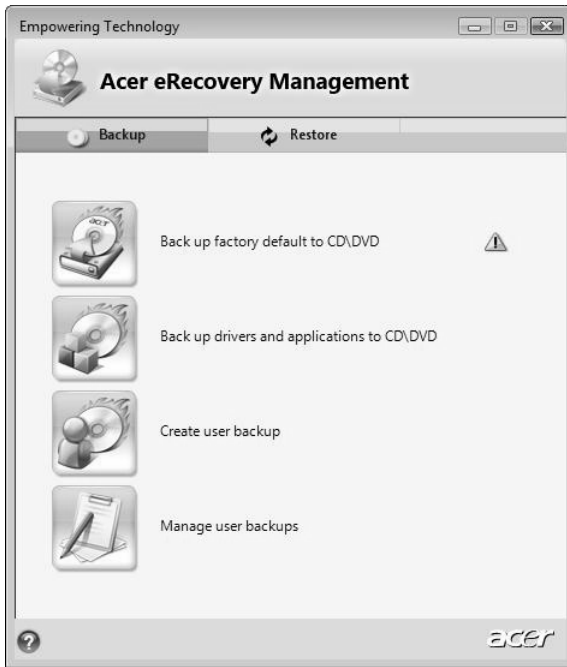 Empowering Technology
Acer eRecovery Management
Backup
Restore
acer
Back up factory default to CD\DVD
Back up drivers and applications to CD\DVD
Create user backup
Manage user backups
?
acer